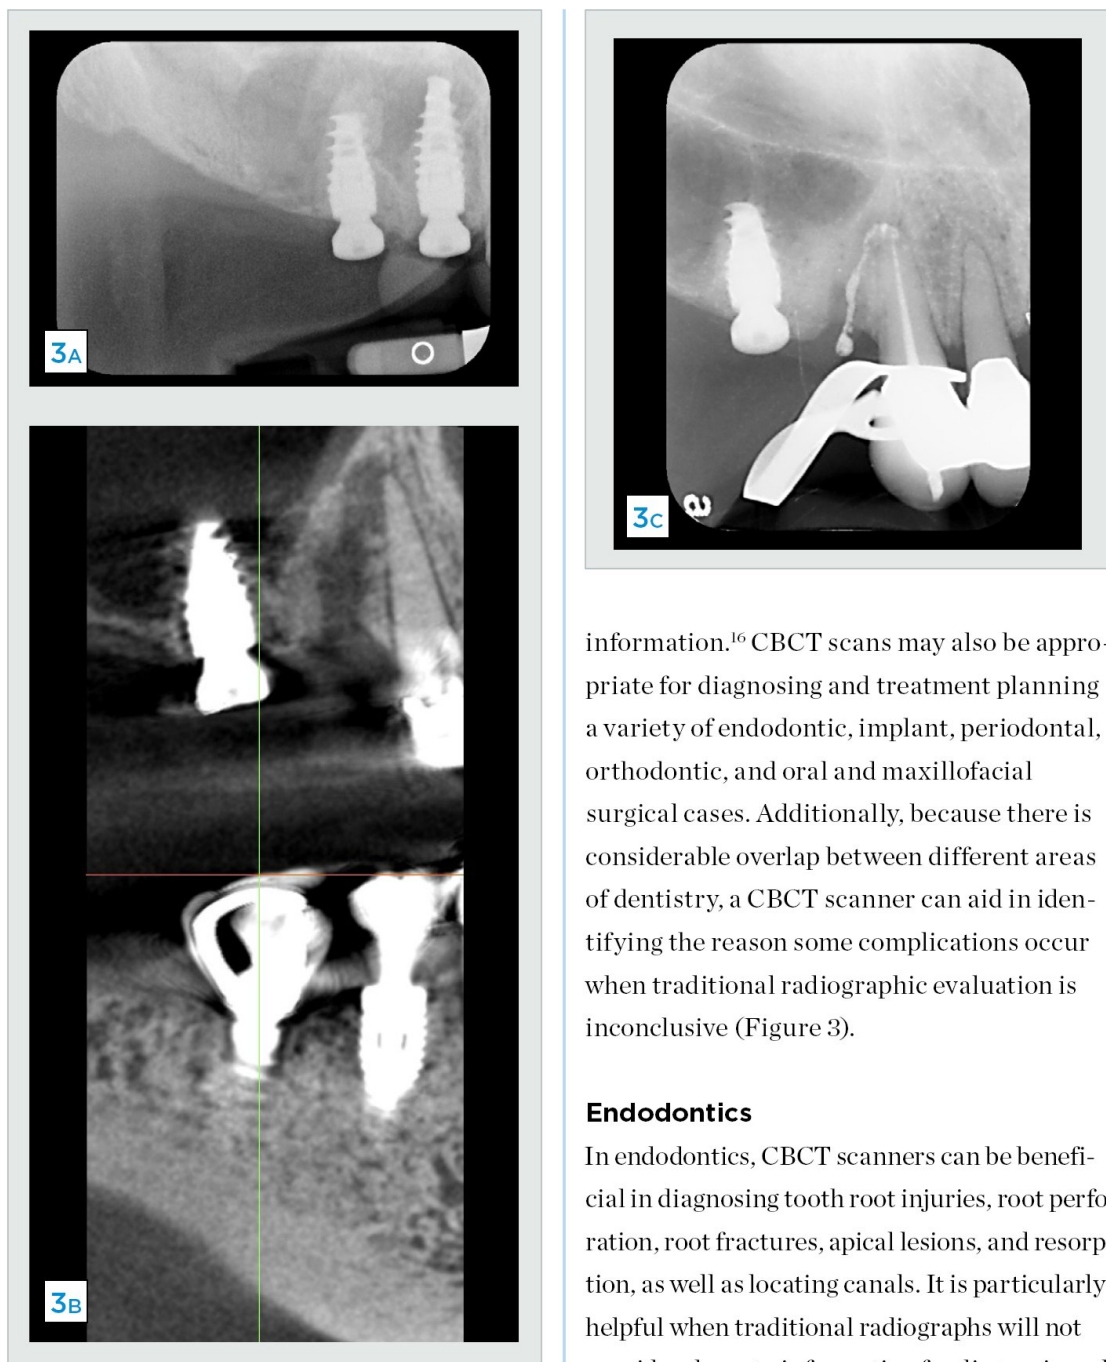 3A
3B
3C
information.16 CBCT scans may also be appro-
priate for diagnosing and treatment planning
a variety of endodontic, implant, periodontal,
orthodontic, and oral and maxillofacial
surgical cases. Additionally, because there is
considerable overlap between different areas
of dentistry, a CBCT scanner can aid in iden-
tifying the reason some complications occur
when traditional radiographic evaluation is
inconclusive (Figure 3).
Endodontics
In endodontics, CBCT scanners can be benefi-
cial in diagnosing tooth root injuries, root perfo
ration, root fractures, apical lesions, and resorp
tion, as well as locating canals. It is particularly
helpful when traditional radiographs will not